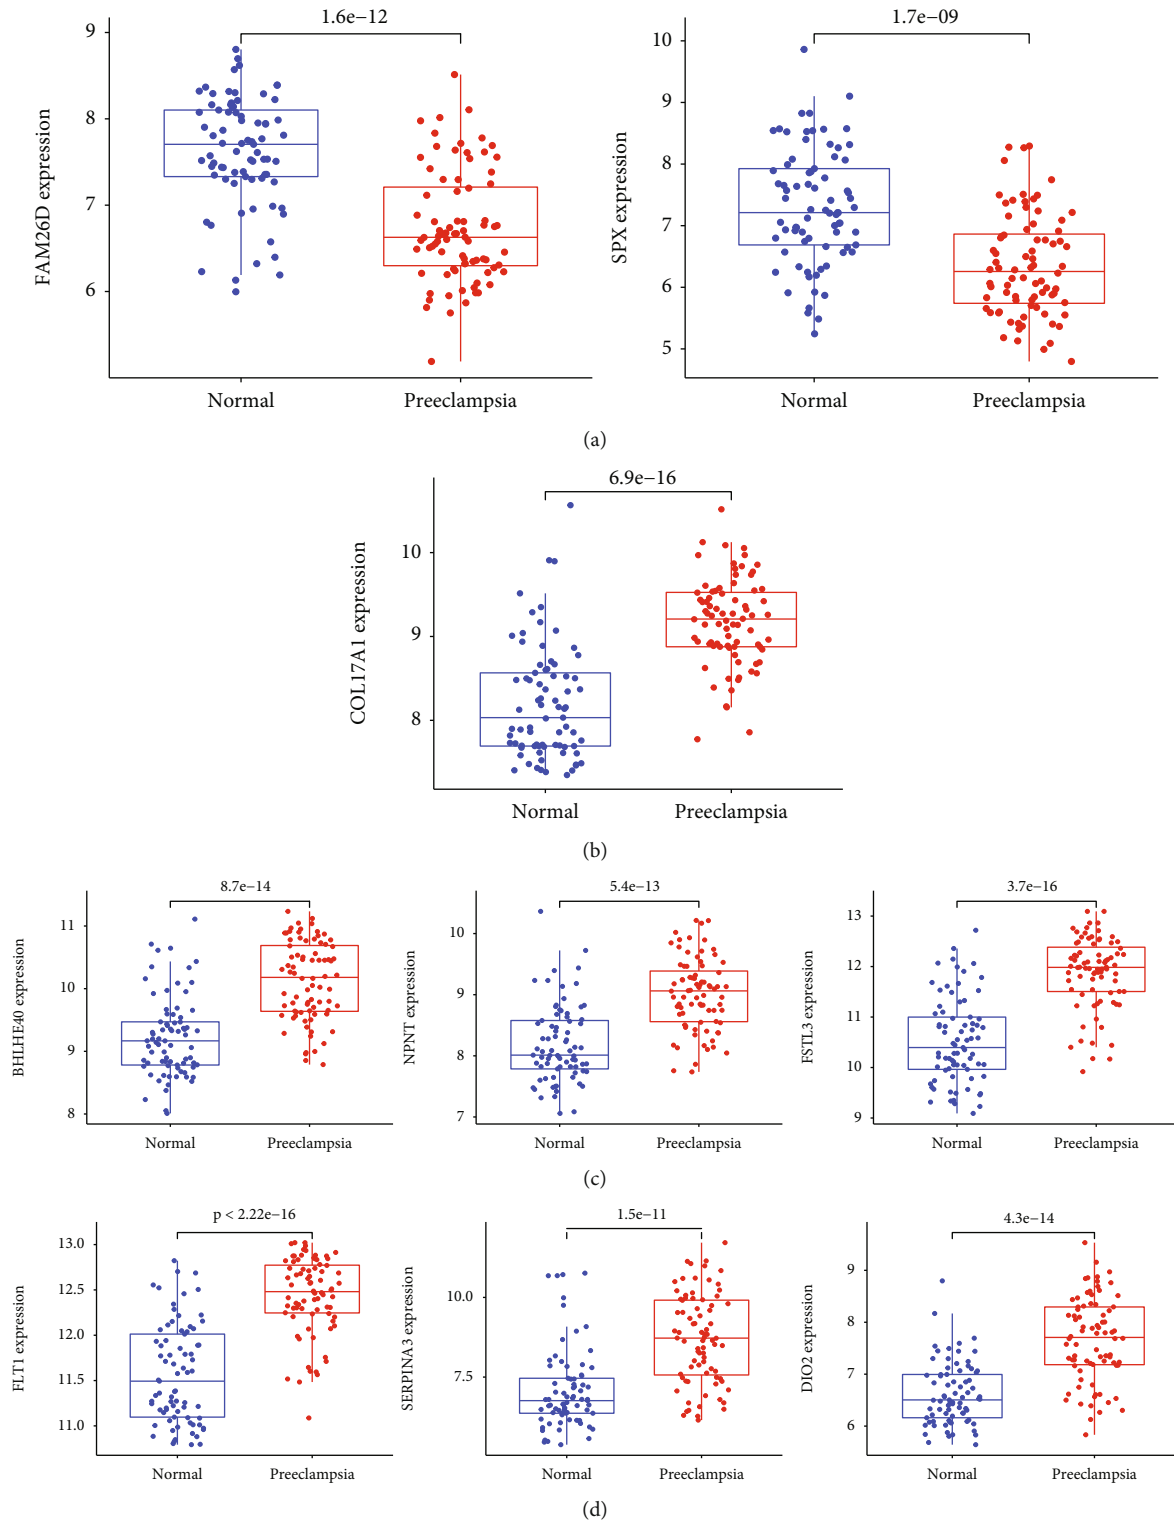 1.6e−12
9
8
7
6
FAM26D expression
Normal
Preeclampsia
1.7e−09
10
9
8
7
6
5
SPX expression
Normal
Preeclampsia
(a)
6.9e−16
10
9
8
COL17A1 expression
Normal
Preeclampsia
(b)
8.7e−14
11
10
9
8
BHLHE40 expression
Normal
Preeclampsia
5.4e−13
10
9
8
7
NPNT expression
Normal
Preeclampsia
3.7e−16
13
12
11
10
9
FSTL3 expression
Normal
Preeclampsia
(c)
p < 2.22e−16
13.0
12.5
12.0
11.5
11.0
FLT1 expression
Normal
Preeclampsia
1.5e−11
10.0
7.5
SERPINA 3 expression
Normal
Preeclampsia
4.3e−14
9
8
7
6
DIO2 expression
Normal
Preeclampsia
(d)